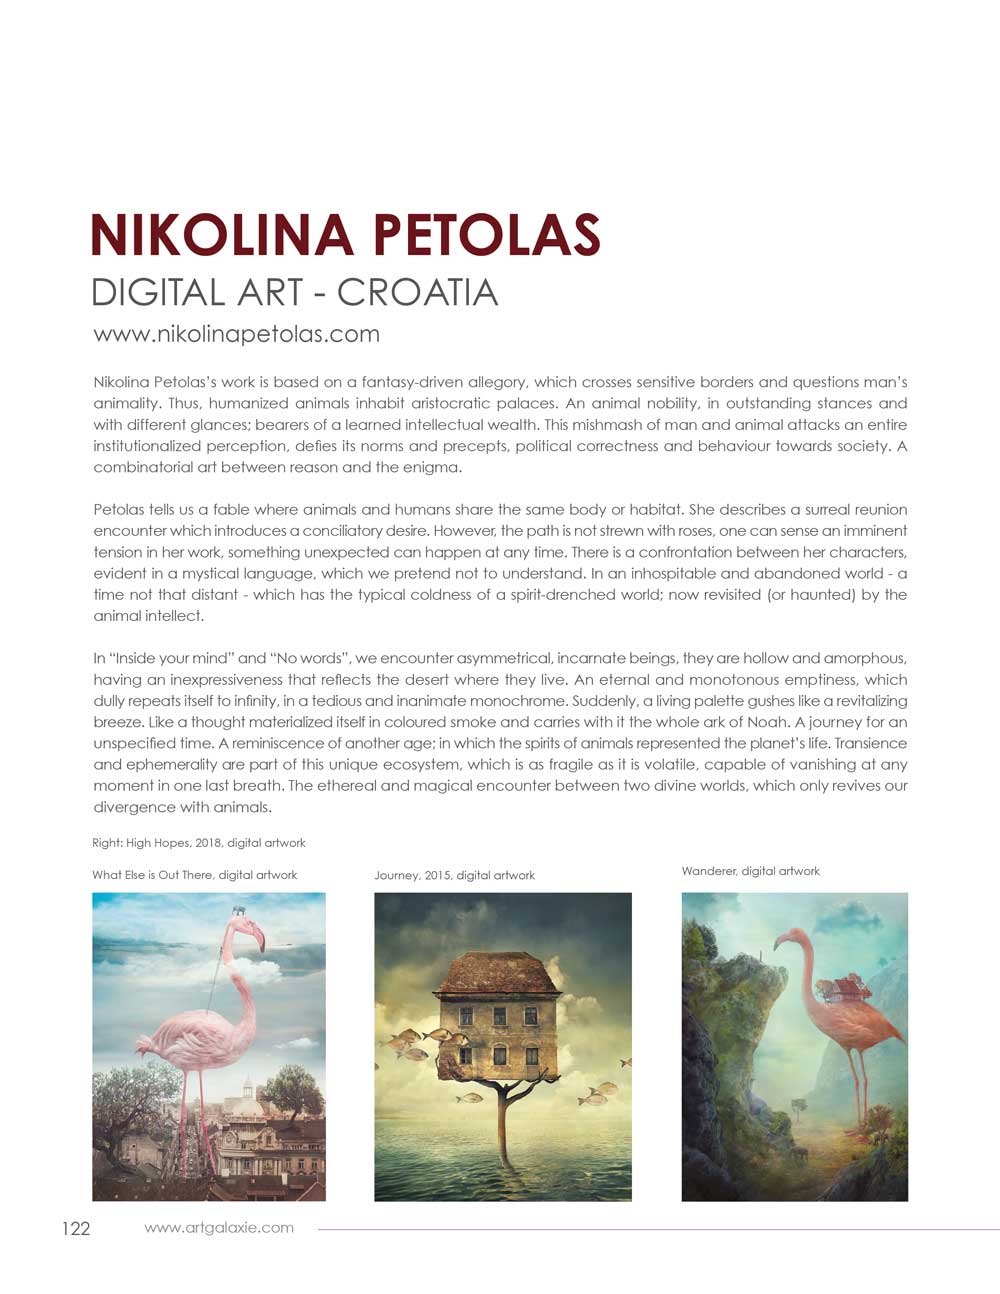 NIKOLINA PETOLAS
DIGITAL ART - CROATIA
www.nikolinapetolas.com
Nikolina Petolas’s work is based on a fantasy-driven allegory, which crosses sensitive borders and questions man’s
animality. Thus, humanized animals inhabit aristocratic palaces. An animal nobility, in outstanding stances and
with different glances; bearers of a learned intellectual wealth. This mishmash of man and animal attacks an entire
institutionalized perception, defies its norms and precepts, political correctness and behaviour towards society. A
combinatorial art between reason and the enigma.
Petolas tells us a fable where animals and humans share the same body or habitat. She describes a surreal reunion
encounter which introduces a conciliatory desire. However, the path is not strewn with roses, one can sense an imminent
tension in her work, something unexpected can happen at any time. There is a confrontation between her characters,
evident in a mystical language, which we pretend not to understand. In an inhospitable and abandoned world - a
time not that distant - which has the typical coldness of a spirit-drenched world; now revisited (or haunted) by the
animal intellect.
In “Inside your mind” and “No words”, we encounter asymmetrical, incarnate beings, they are hollow and amorphous,
having an inexpressiveness that reflects the desert where they live. An eternal and monotonous emptiness, which
dully repeats itself to infinity, in a tedious and inanimate monochrome. Suddenly, a living palette gushes like a revitalizing
breeze. Like a thought materialized itself in coloured smoke and carries with it the whole ark of Noah. A journey for an
unspecified time. A reminiscence of another age; in which the spirits of animals represented the planet’s life. Transience
and ephemerality are part of this unique ecosystem, which is as fragile as it is volatile, capable of vanishing at any
moment in one last breath. The ethereal and magical encounter between two divine worlds, which only revives our
divergence with animals.
Right: High Hopes, 2018, digital artwork
What Else is Out There, digital artwork
Journey, 2015, digital artwork
Wanderer, digital artwork
122
www.artgalaxie.com